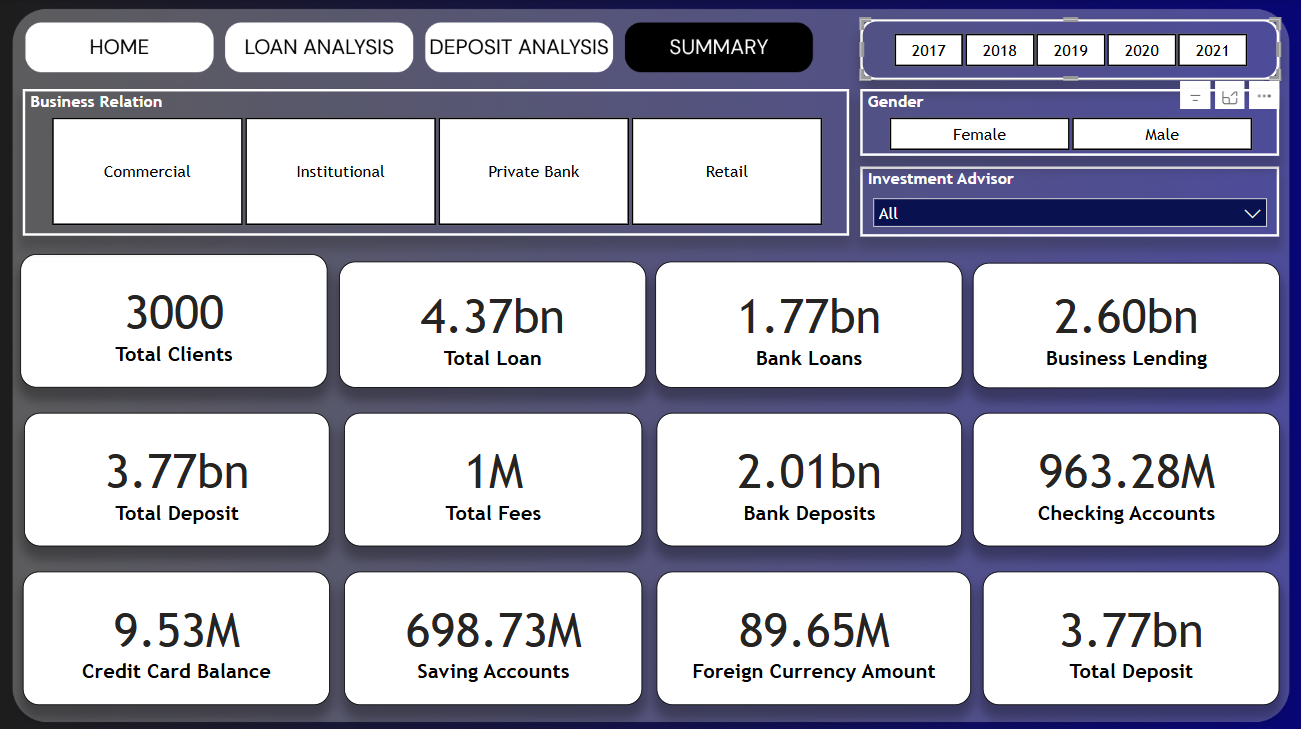 HOME LOAN ANALYSIS DEPOSIT ANALYSIS SUMMARY
2017 2018 2019 2020 2021
Business Relation
Commercial Institutional Private Bank Retail
Gender
Female Male
Investment Advisor
All
3000
Total Clients
4.37bn
Total Loan
1.77bn
Bank Loans
2.60bn
Business Lending
3.77bn
Total Deposit
1M
Total Fees
2.01bn
Bank Deposits
963.28M
Checking Accounts
9.53M
Credit Card Balance
698.73M
Saving Accounts
89.65M
Foreign Currency Amount
3.77bn
Total Deposit